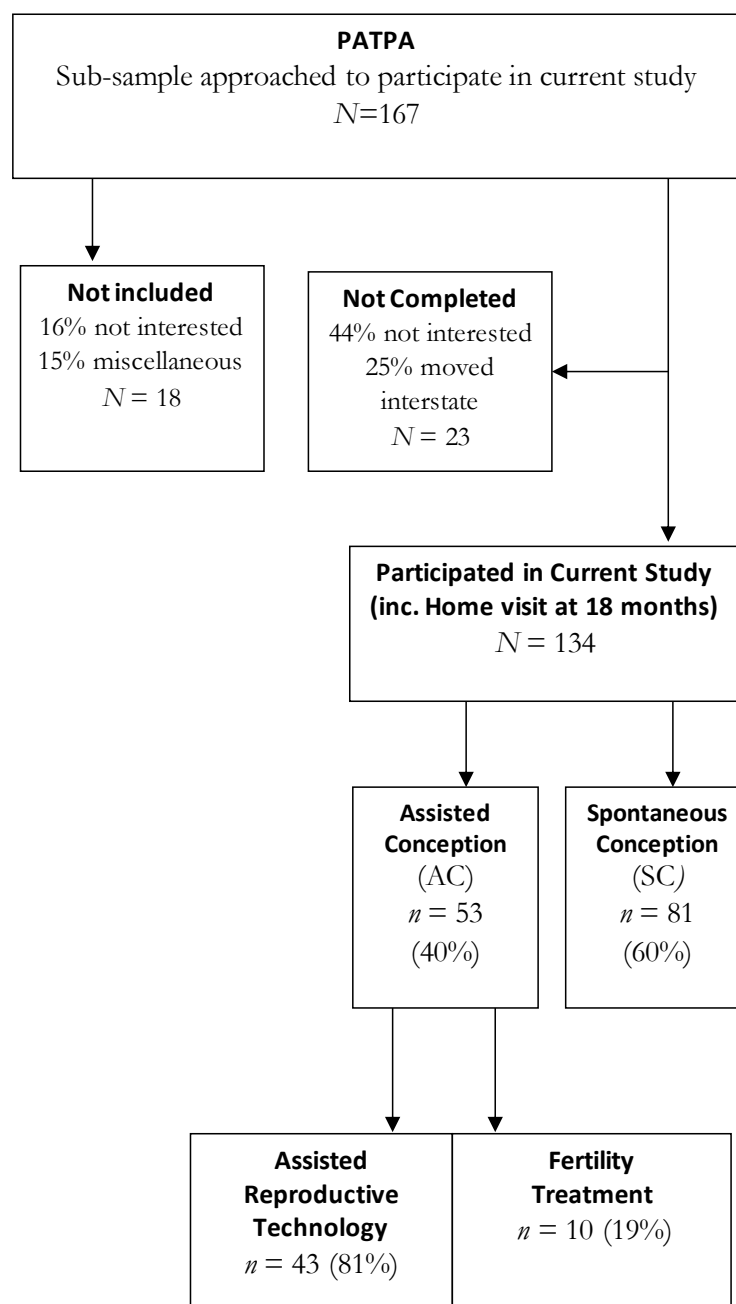 PATPA
Sub-sample approached to participate in current study
N=167
Not included
16% not interested
15% miscellaneous
N = 18
Not Completed
44% not interested
25% moved
interstate
N = 23
Participated in Current Study
(inc. Home visit at 18 months)
N = 134
Assisted
Conception
(AC)
n = 53
(40%)
Spontaneous
Conception
(SC)
n = 81
(60%)
Assisted
Reproductive
Technology
n = 43 (81%)
Fertility
Treatment
n = 10 (19%)